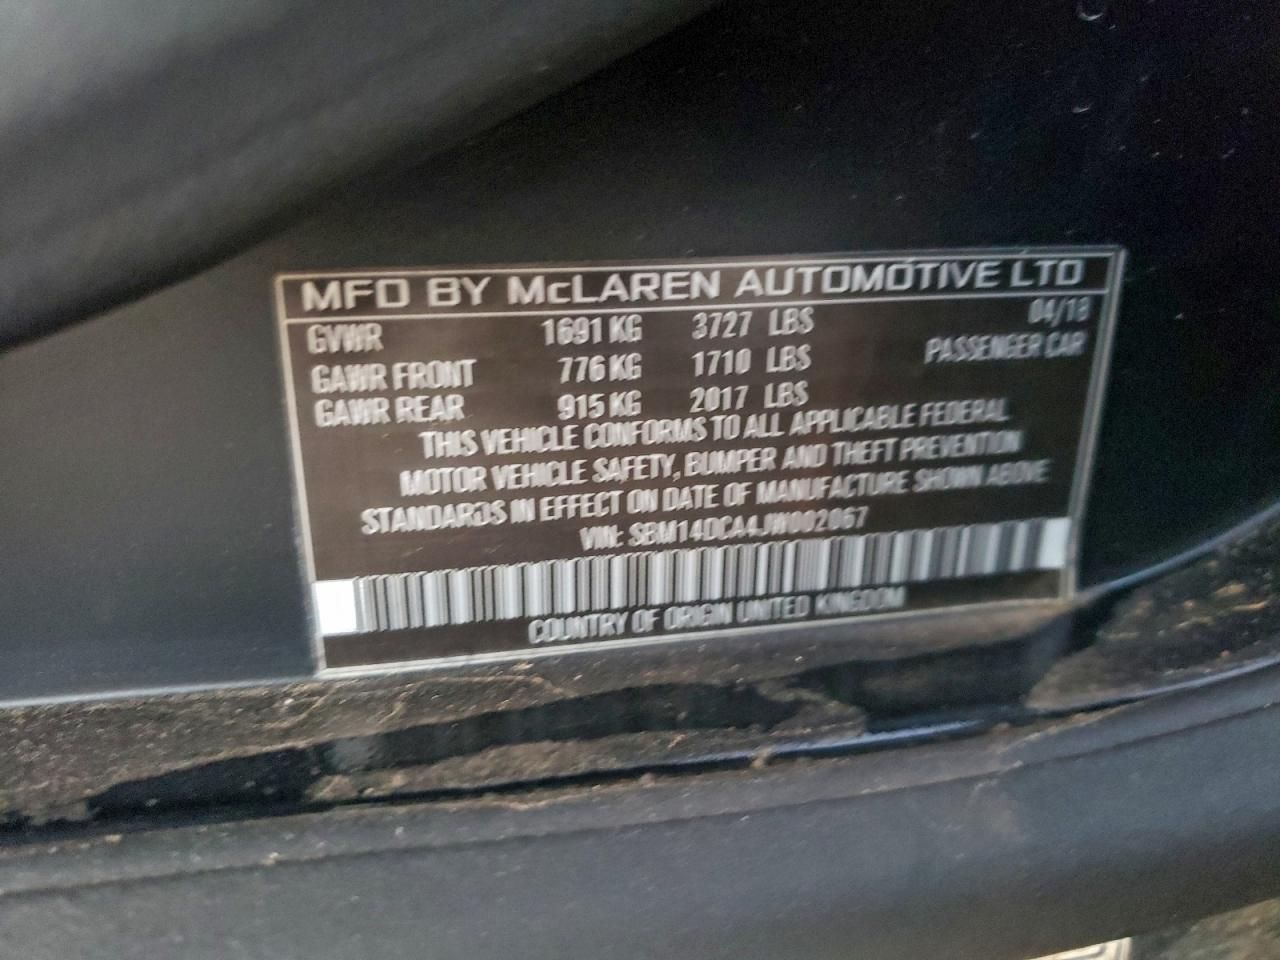 MFD BY McLAREN AUTOMOTIVE LTD
GVWR 1691 KG 3727 LBS 04/18
GAWR FRONT 776 KG 1710 LBS PASSENGER CAR
GAWR REAR 915 KG 2017 LBS
THIS VEHICLE CONFORMS TO ALL APPLICABLE FEDERAL
MOTOR VEHICLE SAFETY, BUMPER AND THEFT PREVENTION
STANDARDS IN EFFECT ON DATE OF MANUFACTURE SHOWN ABOVE
VIN: SBM14DCA4JW002067
COUNTRY OF ORIGIN UNITED KINGDOM